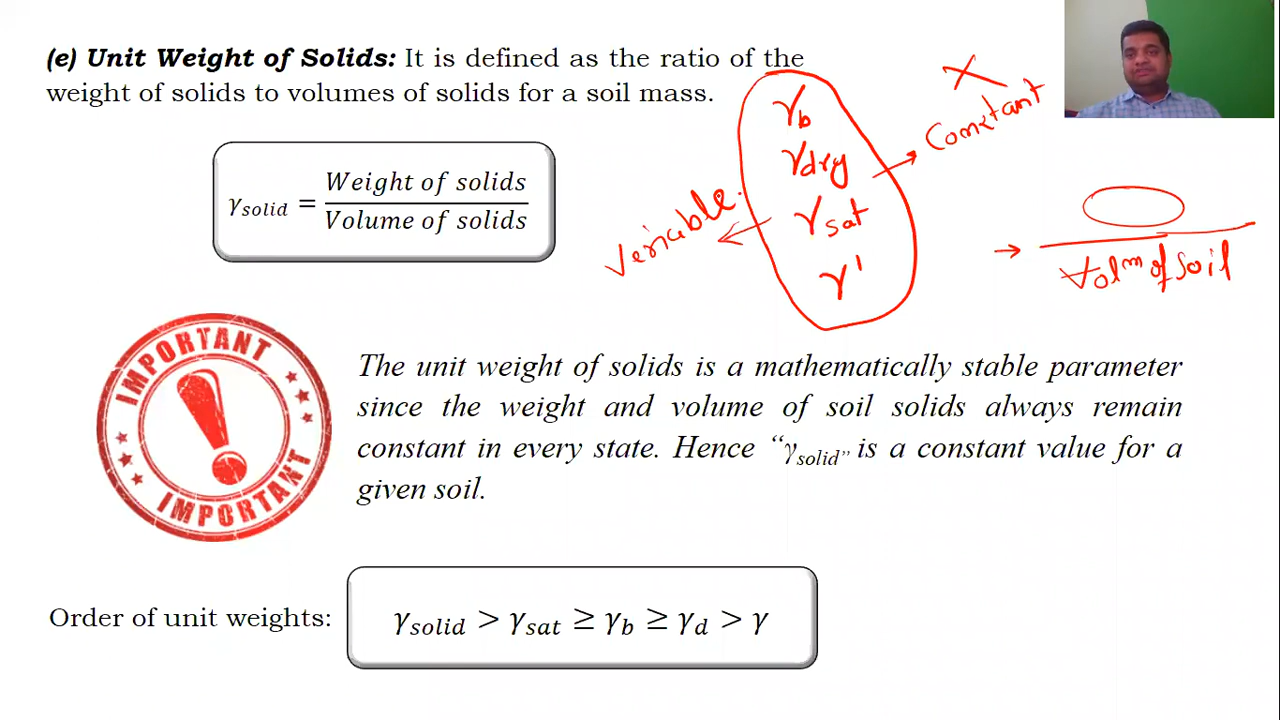 (e) Unit Weight of Solids: It is defined as the ratio of the
weight of solids to volumes of solids for a soil mass.
γsolid = Weight of solids / Volume of solids
γb
γdry
γsat
γ'
X
Constant
Veriable.
Volm of Soil
IMPORTANT
IMPORTANT
The unit weight of solids is a mathematically stable parameter
since the weight and volume of soil solids always remain
constant in every state. Hence “γsolid” is a constant value for a
given soil.
Order of unit weights:
γsolid > γsat ≥ γb ≥ γd > γ